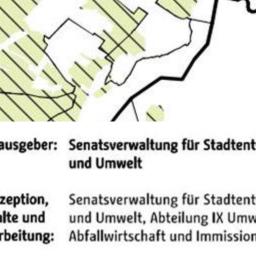 ausgeber: Senatsverwaltung für Stadtent
und Umwelt
zeption, Senatsverwaltung für Stadtent
alte und und Umwelt, Abteilung IX Umw
rbeitung: Abfallwirtschaft und Immission